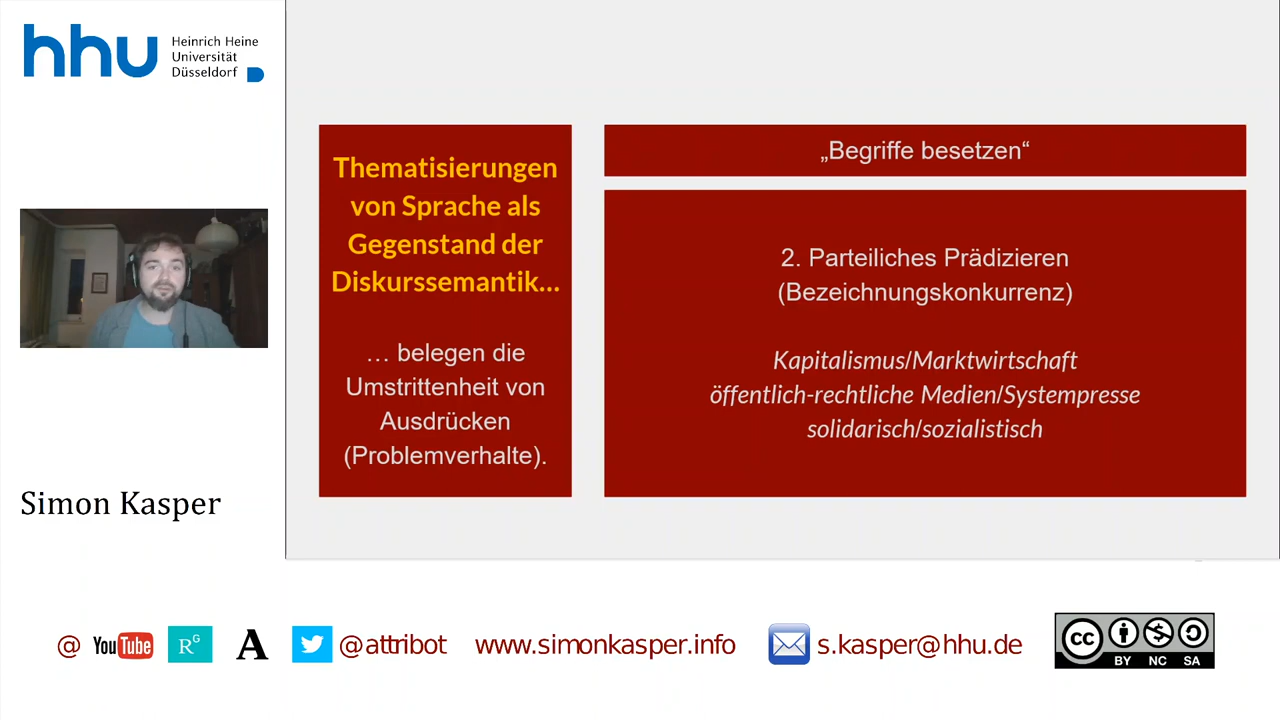 hhu
Heinrich Heine
Universität
Düsseldorf
Thematisierungen
von Sprache als
Gegenstand der
Diskurssemantik…
… belegen die
Umstrittenheit von
Ausdrücken
(Problemverhalte).
„Begriffe besetzen“
2. Parteiliches Prädizieren
(Bezeichnungskonkurrenz)
Kapitalismus/Marktwirtschaft
öffentlich-rechtliche Medien/Systempresse
solidarisch/sozialistisch
Simon Kasper
@ YouTube RG A @attribot www.simonkasper.info s.kasper@hhu.de cc
BY NC SA